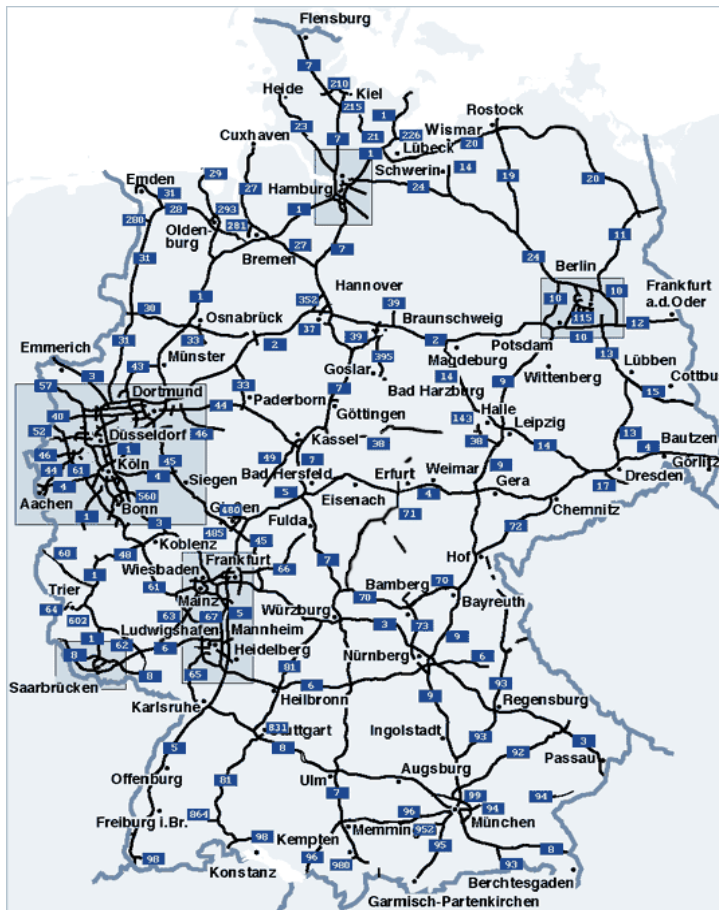 Flensburg
7
210
Heide
Kiel
215
1
Rostock
23
21
226
Wismar
Cuxhaven
7
20
Lübeck
1
29
Schwerin
14
19
Emden
31
27
Hamburg
24
20
28
293
1
280
281
Olden-
burg
7
11
27
Bremen
24
31
Berlin
Hannover
10
10
Frankfurt
a.d.Oder
1
352
39
30
Osnabrück
115
37
Braunschweig
12
31
33
39
2
Potsdam
10
2
Emmerich
Münster
395
Magdeburg
13
Lübben
43
Goslar
9
Wittenberg
3
14
Cottbu
57
33
7
Bad Harzburg
15
Dortmund
Paderborn
40
44
Göttingen
143
Halle
52
Düsseldorf
46
Leipzig
13
Bautzen
Kassel
38
38
14
4
46
1
49
7
Görlitz
44
61
Köln
45
Weimar
9
4
Siegen
Bad Hersfeld
Erfurt
Dresden
4
560
5
Eisenach
4
Gera
17
Aachen
Bonn
Gießen
480
Chemnitz
1
3
Fulda
71
72
485
45
Koblenz
48
Hof
60
Wiesbaden
Frankfurt
66
7
1
Bamberg
70
Trier
61
70
Mainz
Bayreuth
64
63
67
5
Würzburg
602
3
73
Ludwigshafen
Mannheim
9
1
62
6
Heidelberg
Nürnberg
6
8
81
8
65
93
Saarbrücken
6
9
Regensburg
Karlsruhe
Heilbronn
831
Stuttgart
Ingolstadt
93
3
5
8
92
Passau
Offenburg
81
Ulm
Augsburg
7
99
94
94
864
96
Freiburg i.Br.
München
98
Kempten
Memmin
952
95
98
96
980
8
93
Konstanz
Berchtesgaden
Garmisch-Partenkirchen